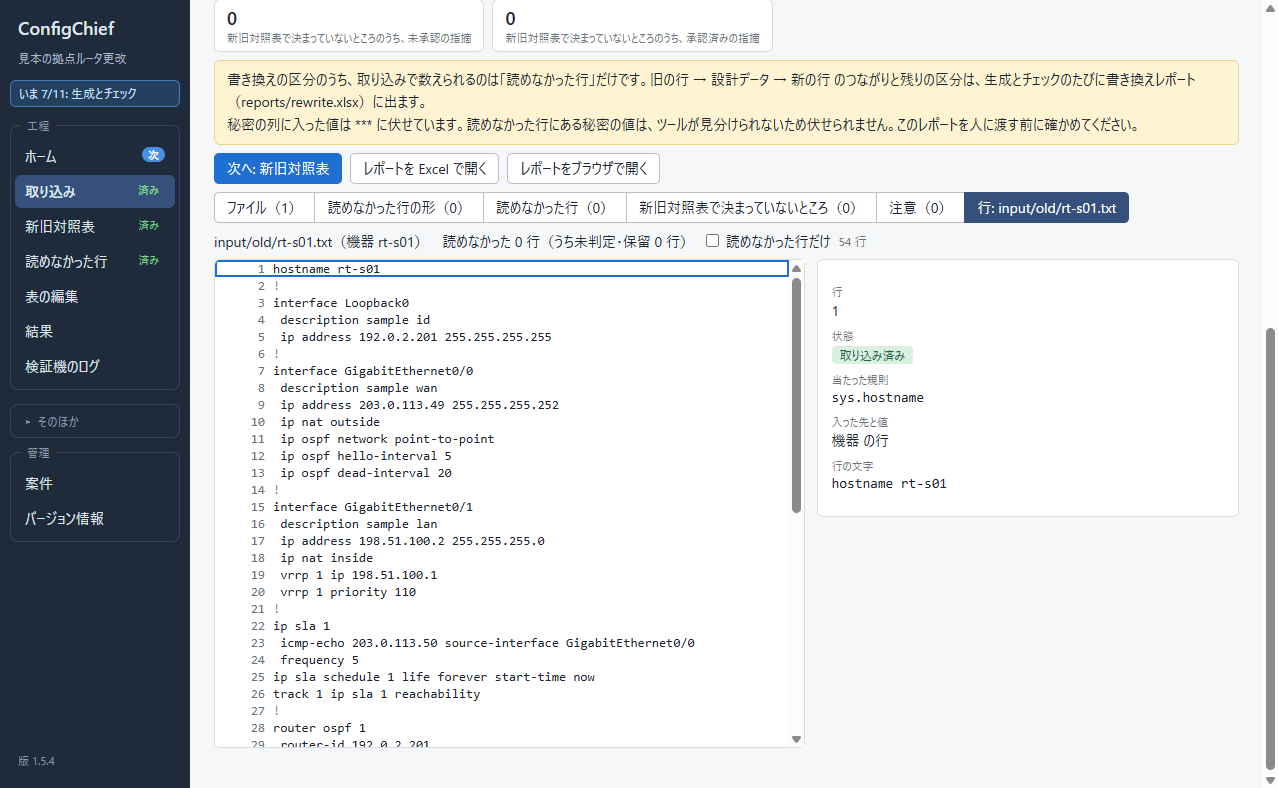 ConfigChief
見本の拠点ルータ更改
いま 7/11: 生成とチェック
工程
ホーム 次
取り込み 済み
新旧対照表 済み
読めなかった行 済み
表の編集
結果
検証機のログ
▸ そのほか
管理
案件
バージョン情報
版 1.5.4
0
新旧対照表で決まっていないところのうち、未承認の指摘
0
新旧対照表で決まっていないところのうち、承認済みの指摘
書き換えの区分のうち、取り込みで数えられるのは「読めなかった行」だけです。旧の行 → 設計データ → 新の行 のつながりと残りの区分は、生成とチェックのたびに書き換えレポート
（reports/rewrite.xlsx）に出ます。
秘密の列に入った値は *** に伏せています。読めなかった行にある秘密の値は、ツールが見分けられないため伏せられません。このレポートを人に渡す前に確かめてください。
次へ: 新旧対照表 レポートを Excel で開く レポートをブラウザで開く
ファイル（1） 読めなかった行の形（0） 読めなかった行（0） 新旧対照表で決まっていないところ（0） 注意（0） 行: input/old/rt-s01.txt
input/old/rt-s01.txt（機器 rt-s01） 読めなかった 0 行（うち未判定・保留 0 行） 読めなかった行だけ 54 行
1 hostname rt-s01
2 !
3 interface Loopback0
4 description sample id
5 ip address 192.0.2.201 255.255.255.255
6 !
7 interface GigabitEthernet0/0
8 description sample wan
9 ip address 203.0.113.49 255.255.255.252
10 ip nat outside
11 ip ospf network point-to-point
12 ip ospf hello-interval 5
13 ip ospf dead-interval 20
14 !
15 interface GigabitEthernet0/1
16 description sample lan
17 ip address 198.51.100.2 255.255.255.0
18 ip nat inside
19 vrrp 1 ip 198.51.100.1
20 vrrp 1 priority 110
21 !
22 ip sla 1
23 icmp-echo 203.0.113.50 source-interface GigabitEthernet0/0
24 frequency 5
25 ip sla schedule 1 life forever start-time now
26 track 1 ip sla 1 reachability
27 !
28 router ospf 1
29 router-id 192.0.2.201
行
1
状態
取り込み済み
当たった規則
sys.hostname
入った先と値
機器 の行
行の文字
hostname rt-s01